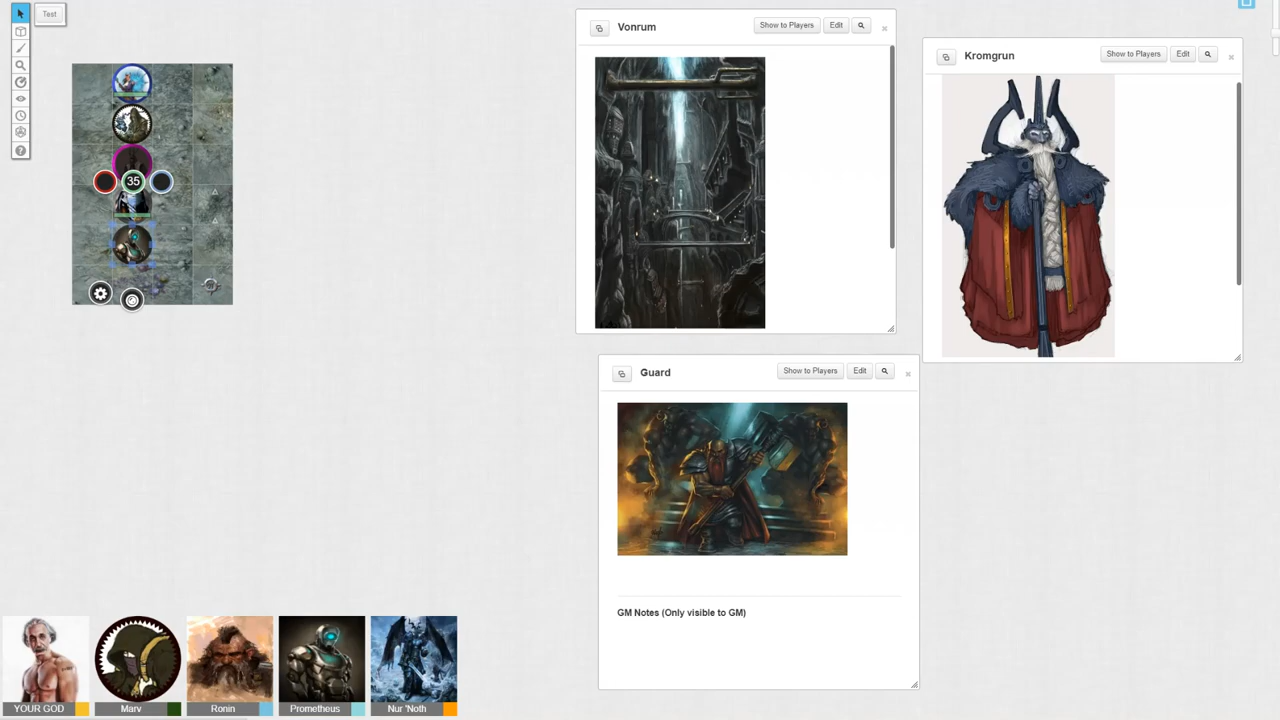 Test
Vonrum
Show to Players
Edit
Kromgrun
Show to Players
Edit
35
Guard
Show to Players
Edit
GM Notes (Only visible to GM)
YOUR GOD
Marv
Ronin
Prometheus
Nur 'Noth